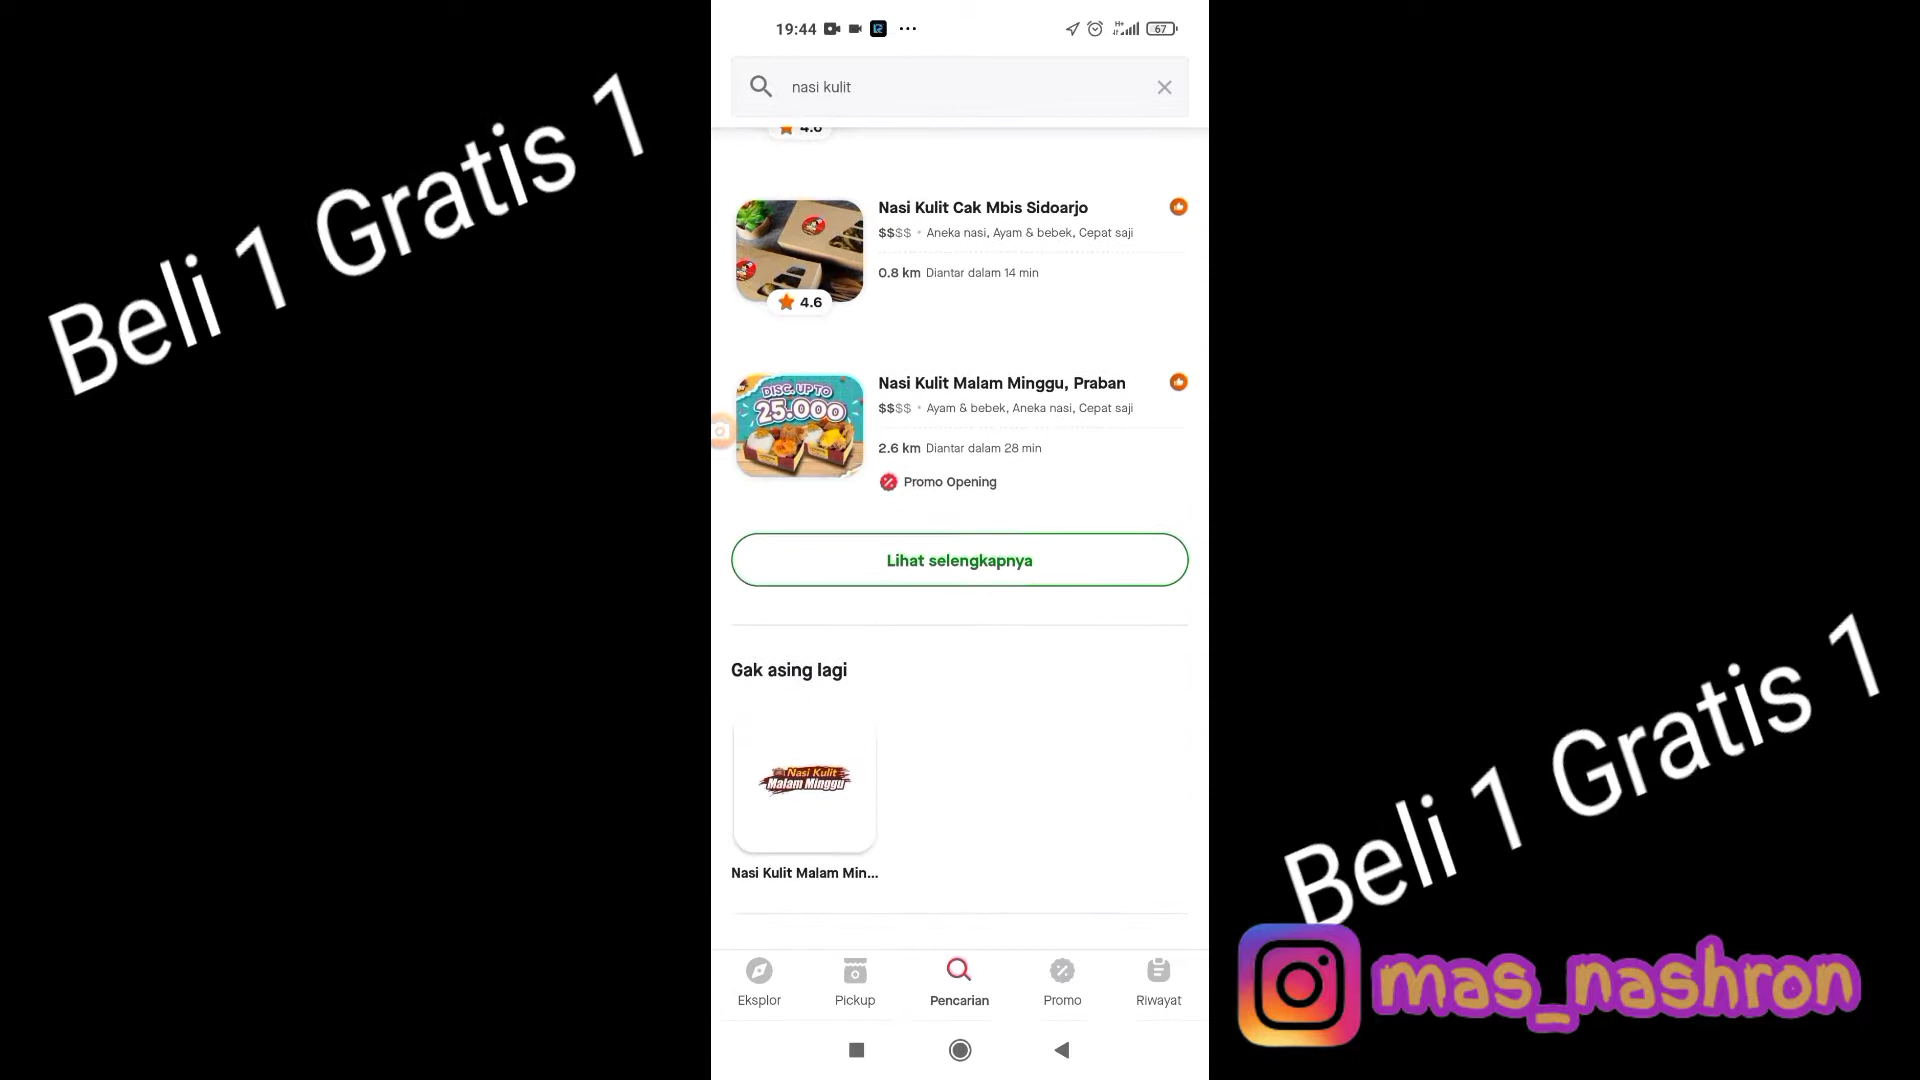 Beli 1 Gratis 1
19:44
H+
67
nasi kulit
4.6
Nasi Kulit Cak Mbis Sidoarjo
$$$$ • Aneka nasi, Ayam & bebek, Cepat saji
0.8 km Diantar dalam 14 min
4.6
DISC. UP TO
25.000
Nasi Kulit Malam Minggu, Praban
$$$$ • Ayam & bebek, Aneka nasi, Cepat saji
2.6 km Diantar dalam 28 min
Promo Opening
Lihat selengkapnya
Gak asing lagi
Nasi Kulit
Malam Minggu
Nasi Kulit Malam Min...
Eksplor
Pickup
Pencarian
Promo
Riwayat
Beli 1 Gratis 1
mas_nashron